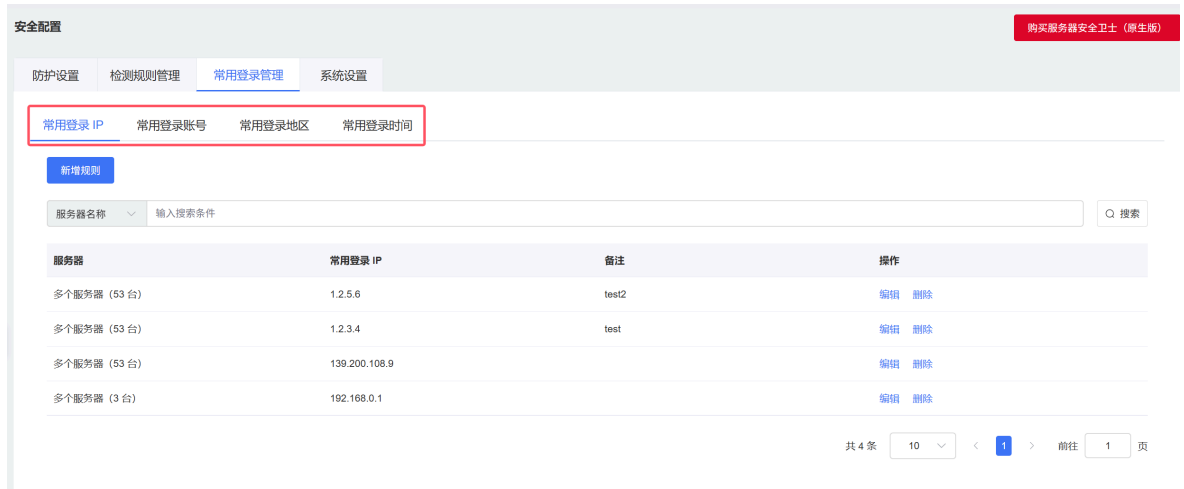 安全配置
购买服务器安全卫士（原生版）
防护设置 检测规则管理 常用登录管理 系统设置
常用登录 IP 常用登录账号 常用登录地区 常用登录时间
新增规则
服务器名称 输入搜索条件 搜索
服务器 常用登录 IP 备注 操作
多个服务器（53 台） 1.2.5.6 test2 编辑 删除
多个服务器（53 台） 1.2.3.4 test 编辑 删除
多个服务器（53 台） 139.200.108.9 编辑 删除
多个服务器（3 台） 192.168.0.1 编辑 删除
共 4 条 10 1 前往 1 页